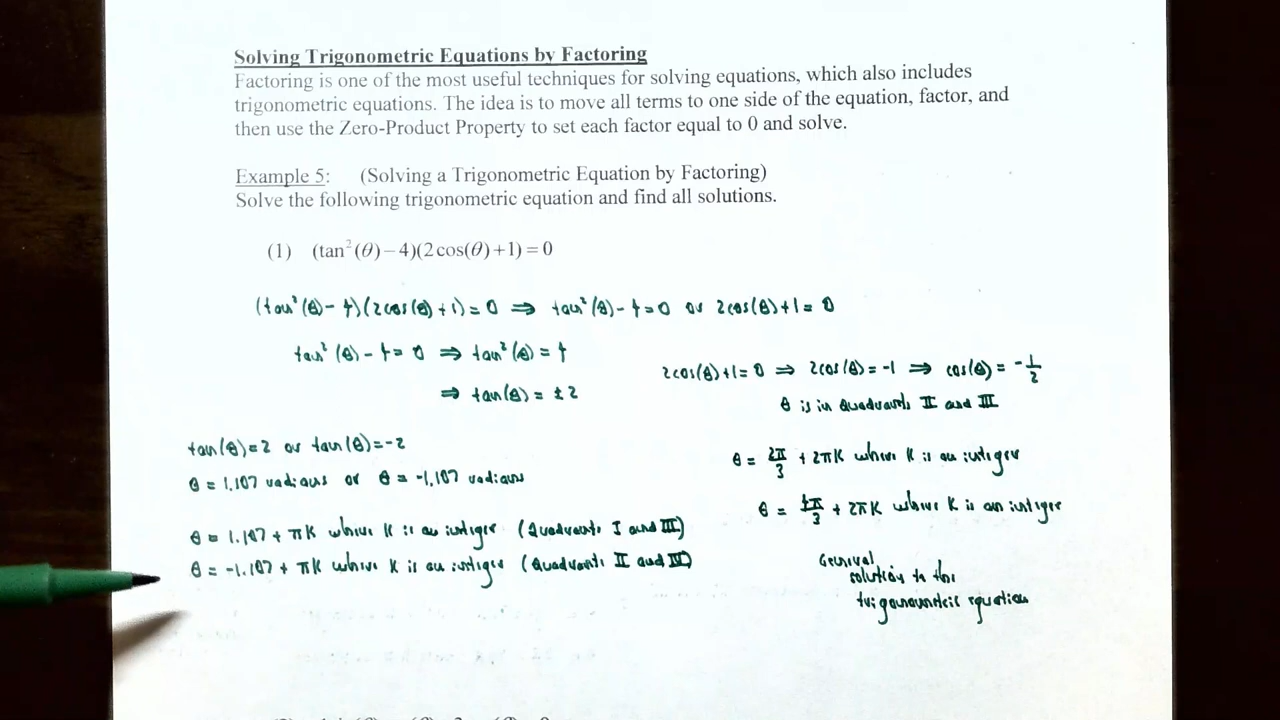 Solving Trigonometric Equations by Factoring
Factoring is one of the most useful techniques for solving equations, which also includes
trigonometric equations. The idea is to move all terms to one side of the equation, factor, and
then use the Zero-Product Property to set each factor equal to 0 and solve.
Example 5: (Solving a Trigonometric Equation by Factoring)
Solve the following trigonometric equation and find all solutions.
(1) (tan²(θ) − 4)(2cos(θ) + 1) = 0
(tan²(θ) − 4)(2cos(θ) + 1) = 0 ⇒ tan²(θ) − 4 = 0 or 2cos(θ) + 1 = 0
tan²(θ) − 4 = 0 ⇒ tan²(θ) = 4
⇒ tan(θ) = ± 2
tan(θ) = 2 or tan(θ) = −2
θ = 1.107 radians or θ = −1.107 radians
θ = 1.107 + πK where K is an integer (Quadrants I and III)
θ = −1.107 + πK where K is an integer (Quadrants II and IV)
2cos(θ) + 1 = 0 ⇒ 2cos(θ) = −1 ⇒ cos(θ) = −1/2
θ is in Quadrants II and III
θ = 2π/3 + 2πK where K is an integer
θ = 4π/3 + 2πK where K is an integer
General
solution to the
trigonometric equation